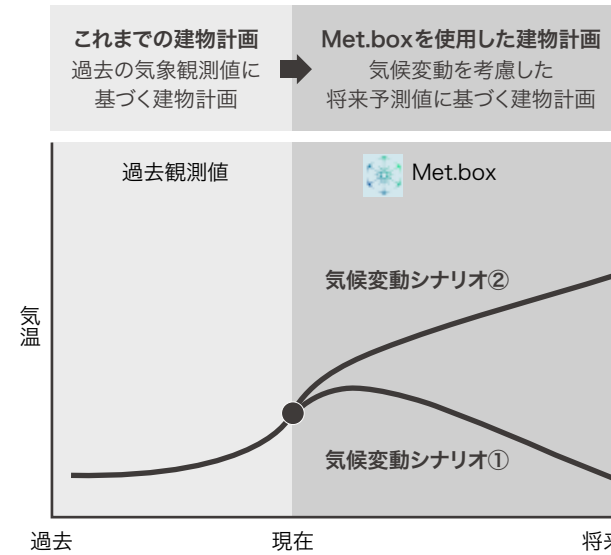 これまでの建物計画
過去の気象観測値に
基づく建物計画
Met.boxを使用した建物計画
気候変動を考慮した
将来予測値に基づく建物計画
過去観測値
Met.box
気候変動シナリオ②
気温
気候変動シナリオ①
過去
現在
将来